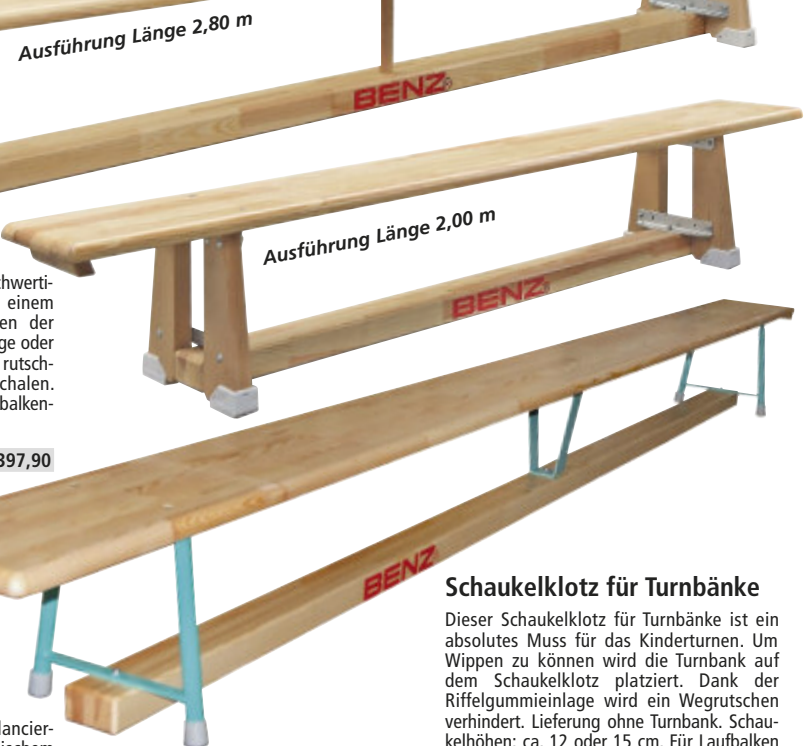 Ausführung Länge 2,80 m
BENZ®
Ausführung Länge 2,00 m
BENZ®
einem
en der
ge oder
rutsch-
chalen.
balken-
397,90
BENZ
Schaukelklotz für Turnbänke
Dieser Schaukelklotz für Turnbänke ist ein
absolutes Muss für das Kinderturnen. Um
Wippen zu können wird die Turnbank auf
dem Schaukelklotz platziert. Dank der
Riffelgummieinlage wird ein Wegrutschen
verhindert. Lieferung ohne Turnbank. Schau-
kelhöhen: ca. 12 oder 15 cm. Für Laufbalken
lancier-